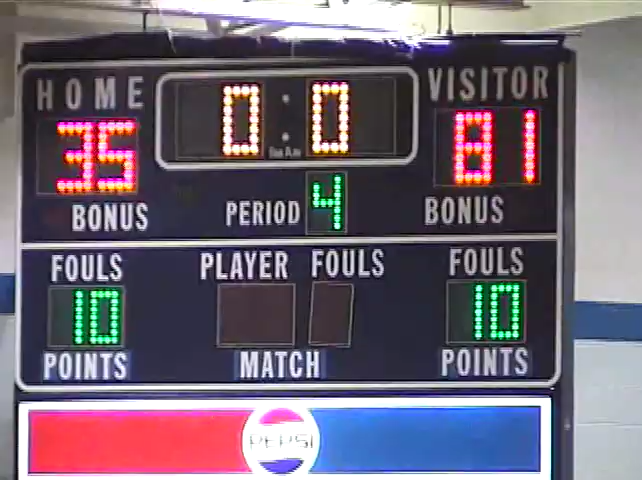 HOME VISITOR
35 0:0 81
BONUS PERIOD 4 BONUS
FOULS PLAYER FOULS FOULS
10 10
POINTS MATCH POINTS
PEPSI